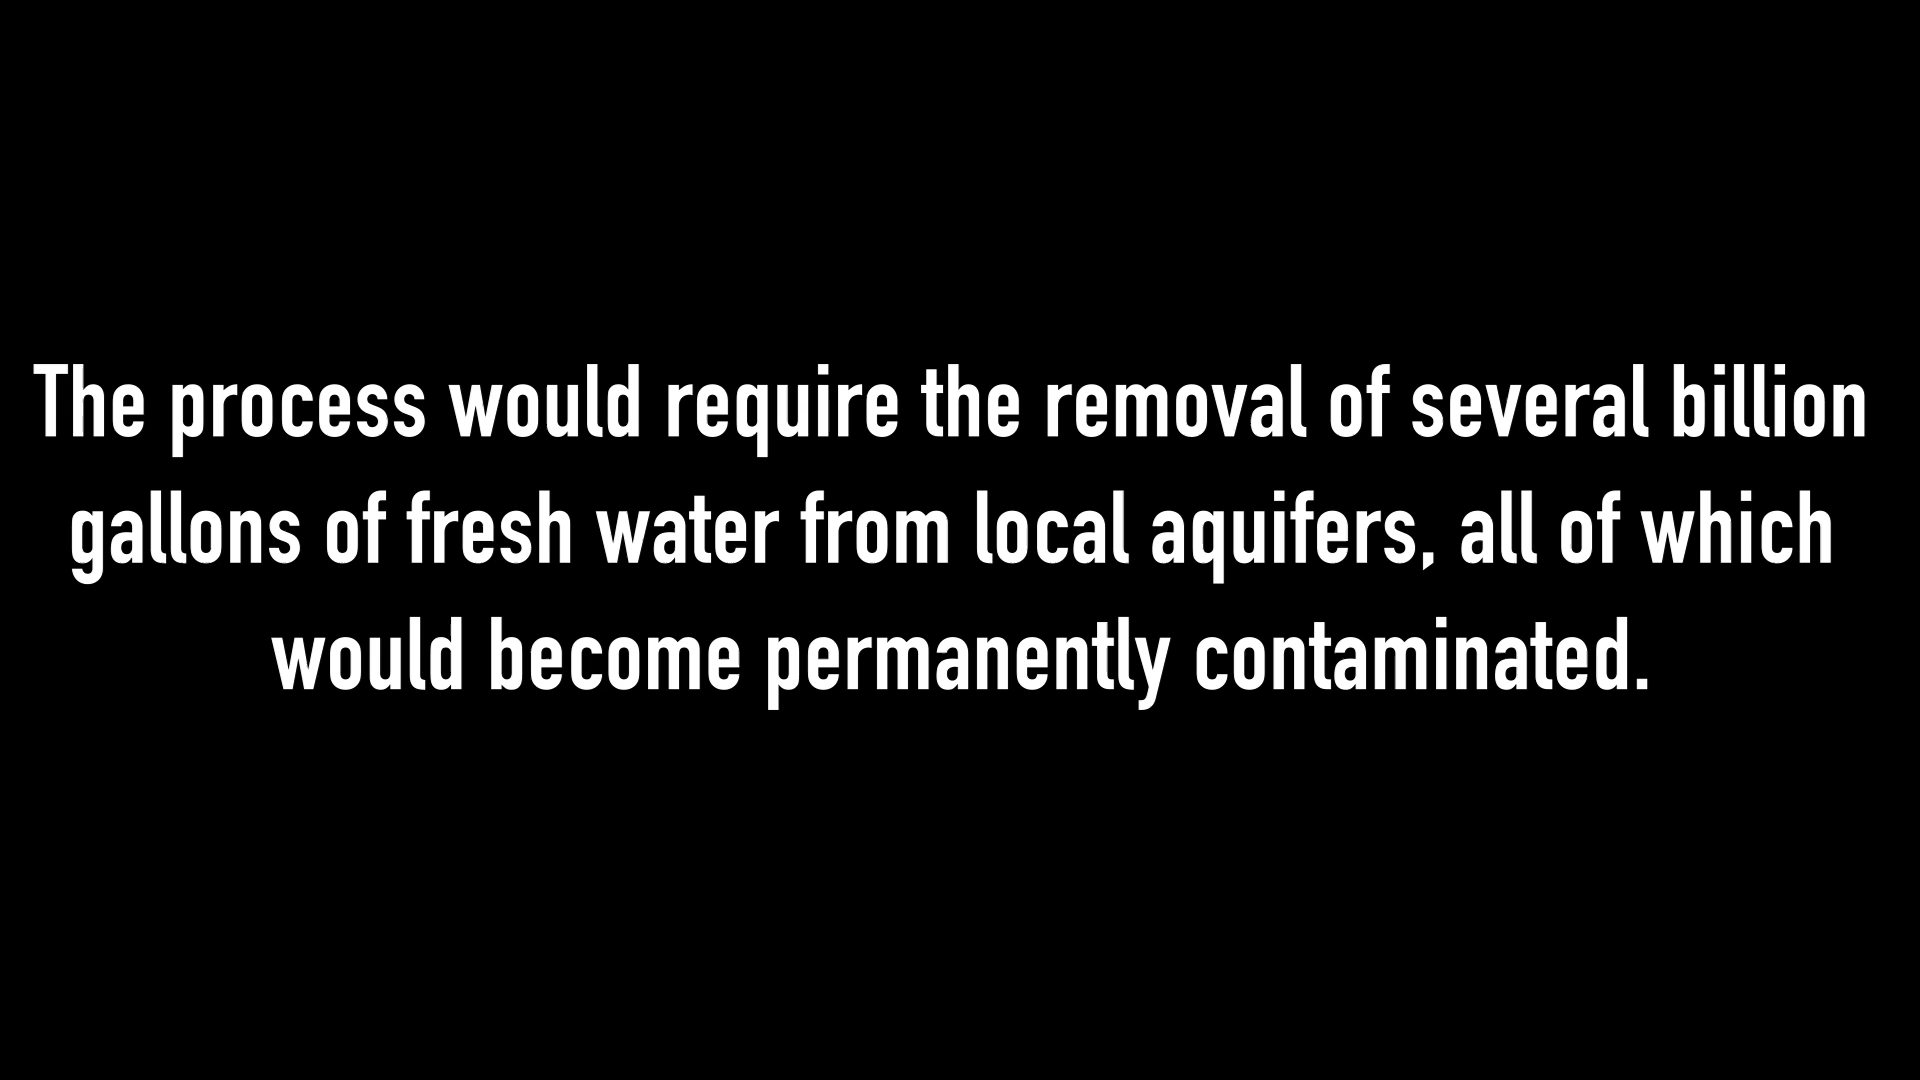 The process would require the removal of several billion
gallons of fresh water from local aquifers, all of which
would become permanently contaminated.